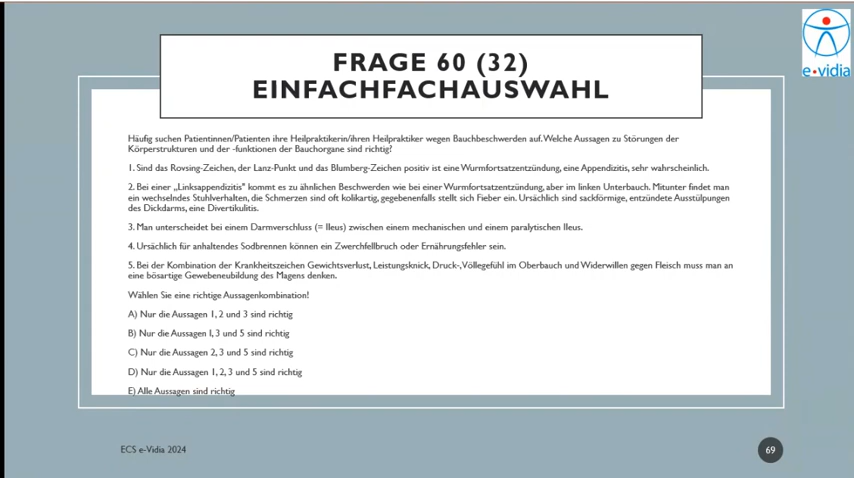 e•vidia
FRAGE 60 (32)
EINFACHFACHAUSWAHL
Häufig suchen Patientinnen/Patienten ihre Heilpraktikerin/ihren Heilpraktiker wegen Bauchbeschwerden auf. Welche Aussagen zu Störungen der
Körperstrukturen und der -funktionen der Bauchorgane sind richtig?
1. Sind das Rovsing-Zeichen, der Lanz-Punkt und das Blumberg-Zeichen positiv ist eine Wurmfortsatzentzündung, eine Appendizitis, sehr wahrscheinlich.
2. Bei einer „Linksappendizitis" kommt es zu ähnlichen Beschwerden wie bei einer Wurmfortsatzentzündung, aber im linken Unterbauch. Mitunter findet man
ein wechselndes Stuhlverhalten, die Schmerzen sind oft kolikartig, gegebenenfalls stellt sich Fieber ein. Ursächlich sind sackförmige, entzündete Ausstülpungen
des Dickdarms, eine Divertikulitis.
3. Man unterscheidet bei einem Darmverschluss (= Ileus) zwischen einem mechanischen und einem paralytischen Ileus.
4. Ursächlich für anhaltendes Sodbrennen können ein Zwerchfellbruch oder Ernährungsfehler sein.
5. Bei der Kombination der Krankheitszeichen Gewichtsverlust, Leistungsknick, Druck-, Völlegefühl im Oberbauch und Widerwillen gegen Fleisch muss man an
eine bösartige Gewebeneubildung des Magens denken.
Wählen Sie eine richtige Aussagenkombination!
A) Nur die Aussagen 1, 2 und 3 sind richtig
B) Nur die Aussagen 1, 3 und 5 sind richtig
C) Nur die Aussagen 2, 3 und 5 sind richtig
D) Nur die Aussagen 1, 2, 3 und 5 sind richtig
E) Alle Aussagen sind richtig
ECS e-Vidia 2024
69